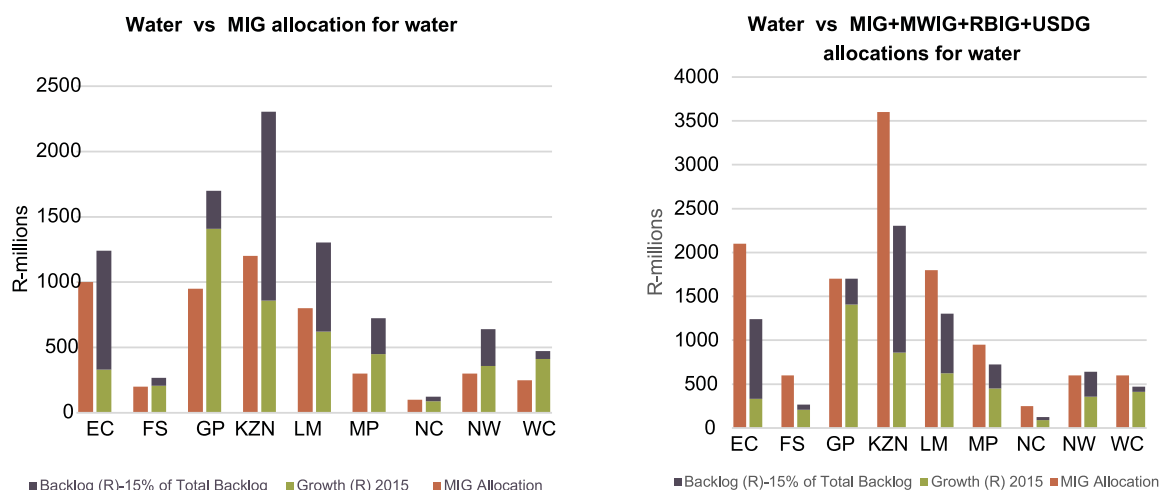 Water vs MIG allocation for water
2500
2000
1500
1000
500
0
R-millions
EC FS GP KZN LM MP NC NW WC
Backlog (R)-15% of Total Backlog Growth (R) 2015 MIG Allocation
Water vs MIG+MWIG+RBIG+USDG
allocations for water
4000
3500
3000
2500
2000
1500
1000
500
0
R-millions
EC FS GP KZN LM MP NC NW WC
Backlog (R)-15% of Total Backlog Growth (R) 2015 MIG Allocation